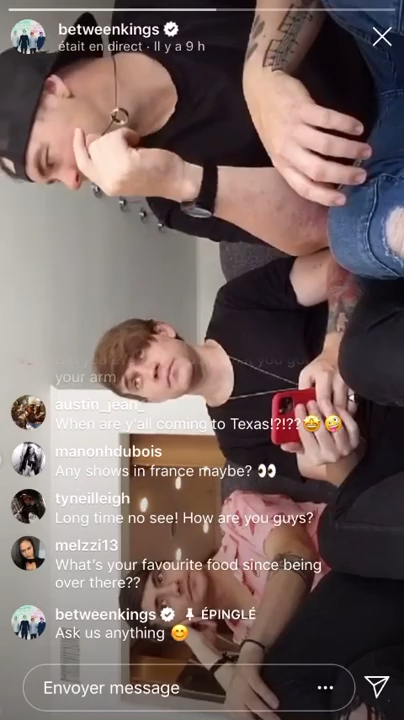 betweenkings
était en direct · Il y a 9 h
your arm
austin_jean_
When are y'all coming to Texas!?!??🤩🤪
manonhdubois
Any shows in france maybe? 👀
tyneilleigh
Long time no see! How are you guys?
melzzi13
What's your favourite food since being
over there??
betweenkings ÉPINGLÉ
Ask us anything 😊
Envoyer message